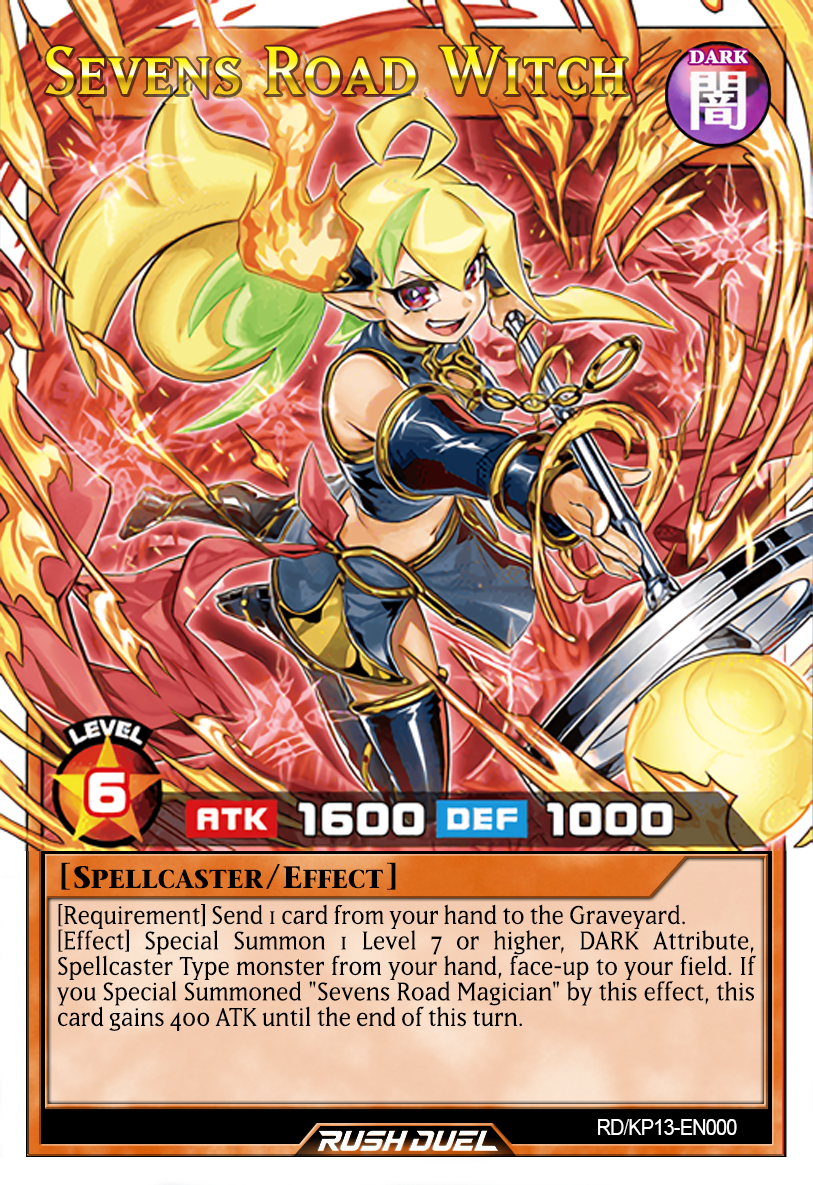 Sevens Road Witch
DARK
闇
LEVEL
6
ATK 1600 DEF 1000
[Spellcaster/Effect]
[Requirement] Send 1 card from your hand to the Graveyard.
[Effect] Special Summon 1 Level 7 or higher, DARK Attribute,
Spellcaster Type monster from your hand, face-up to your field. If
you Special Summoned "Sevens Road Magician" by this effect, this
card gains 400 ATK until the end of this turn.
RD/KP13-EN000
RUSH DUEL